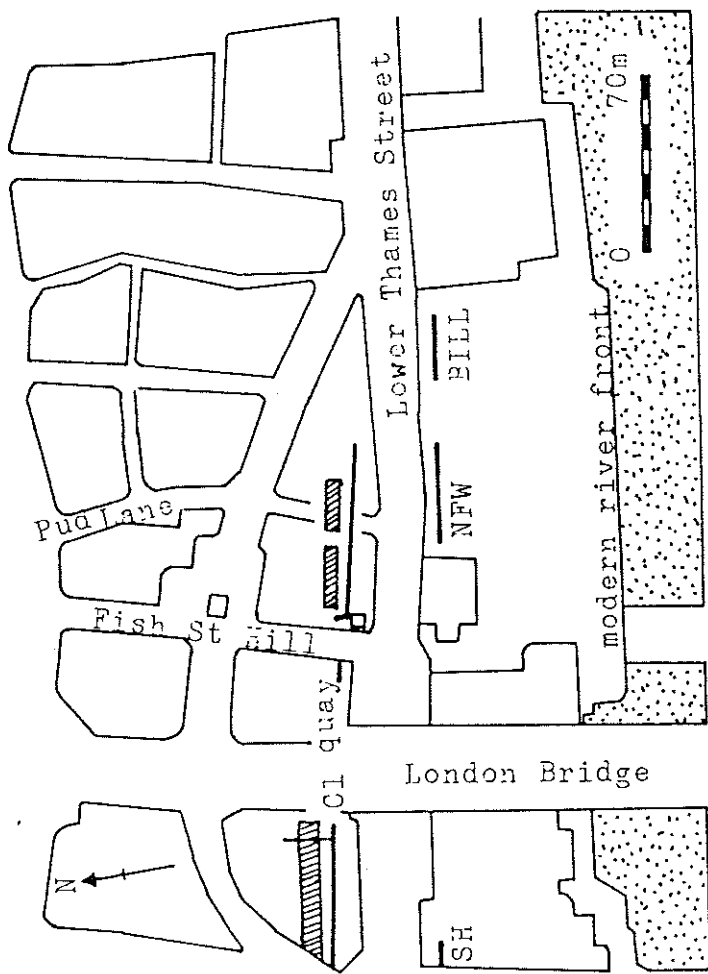 N
Pud Lane
Fish St Hill
C1 quay
Lower Thames Street
London Bridge
SH
NFW
BILL
modern river front
0 70m